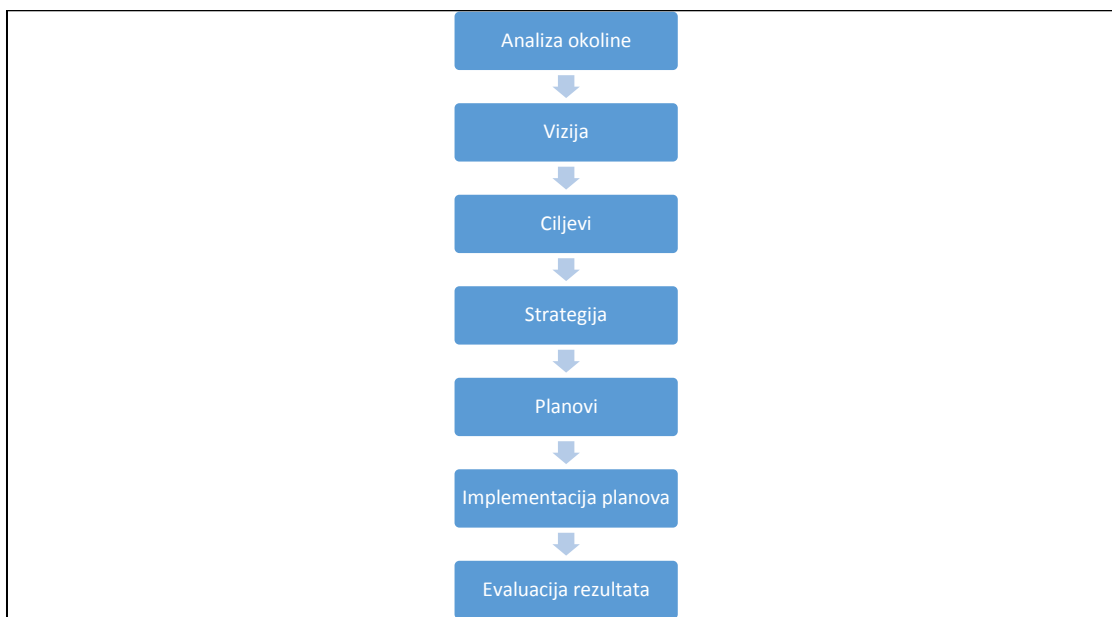 Analiza okoline
Vizija
Ciljevi
Strategija
Planovi
Implementacija planova
Evaluacija rezultata